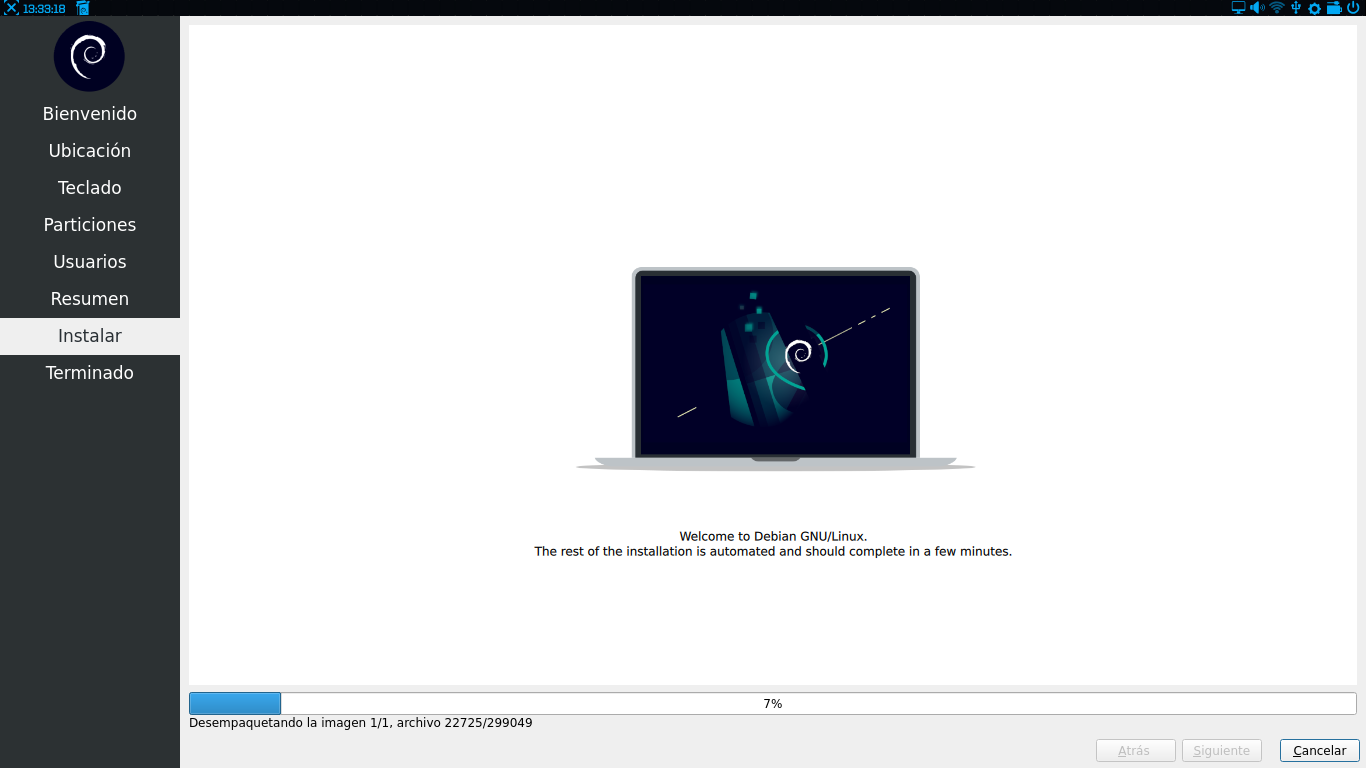 13:33:18
Bienvenido
Ubicación
Teclado
Particiones
Usuarios
Resumen
Instalar
Terminado
Welcome to Debian GNU/Linux.
The rest of the installation is automated and should complete in a few minutes.
7%
Desempaquetando la imagen 1/1, archivo 22725/299049
Atrás
Siguiente
Cancelar